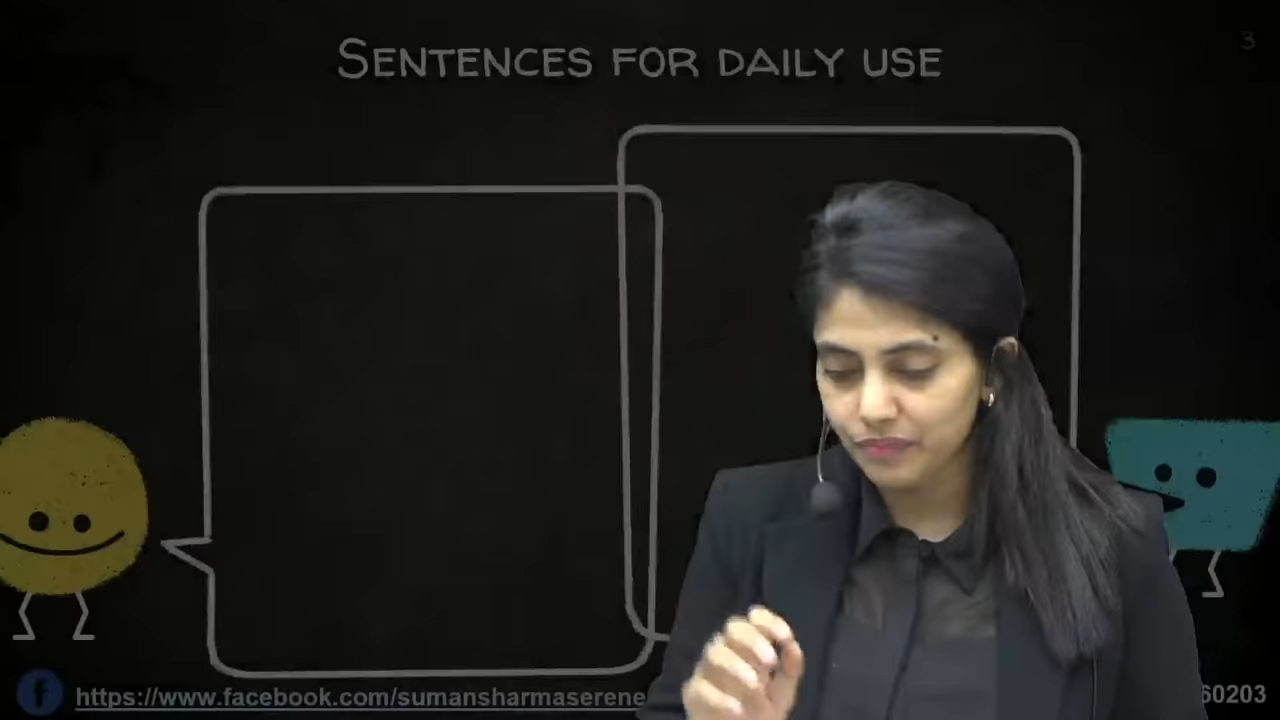 SENTENCES FOR DAILY USE
3
f
https://www.facebook.com/sumansharmaserene
60203